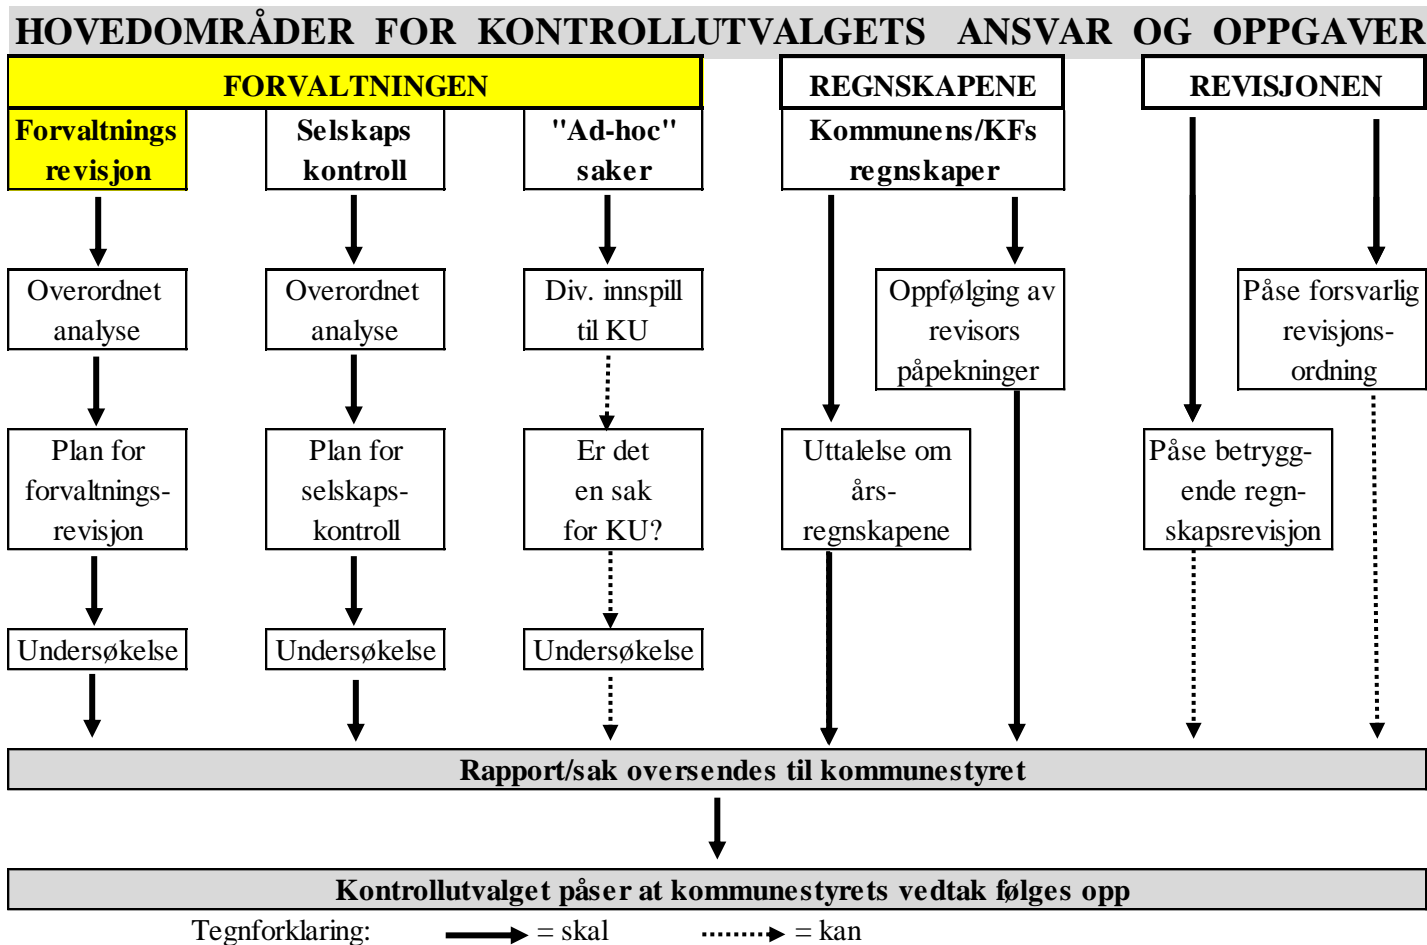 HOVEDOMRÅDER FOR KONTROLLUTVALGETS ANSVAR OG OPPGAVER
FORVALTNINGEN
REGNSKAPENE
REVISJONEN
Forvaltnings
revisjon
Selskaps
kontroll
"Ad-hoc"
saker
Kommunens/KFs
regnskaper
Overordnet
analyse
Overordnet
analyse
Div. innspill
til KU
Oppfølging av
revisors
påpekninger
Påse forsvarlig
revisjons-
ordning
Plan for
forvaltnings-
revisjon
Plan for
selskaps-
kontroll
Er det
en sak
for KU?
Uttalelse om
års-
regnskapene
Påse betrygg-
ende regn-
skapsrevisjon
Undersøkelse
Undersøkelse
Undersøkelse
Rapport/sak oversendes til kommunestyret
Kontrollutvalget påser at kommunestyrets vedtak følges opp
Tegnforklaring: = skal = kan